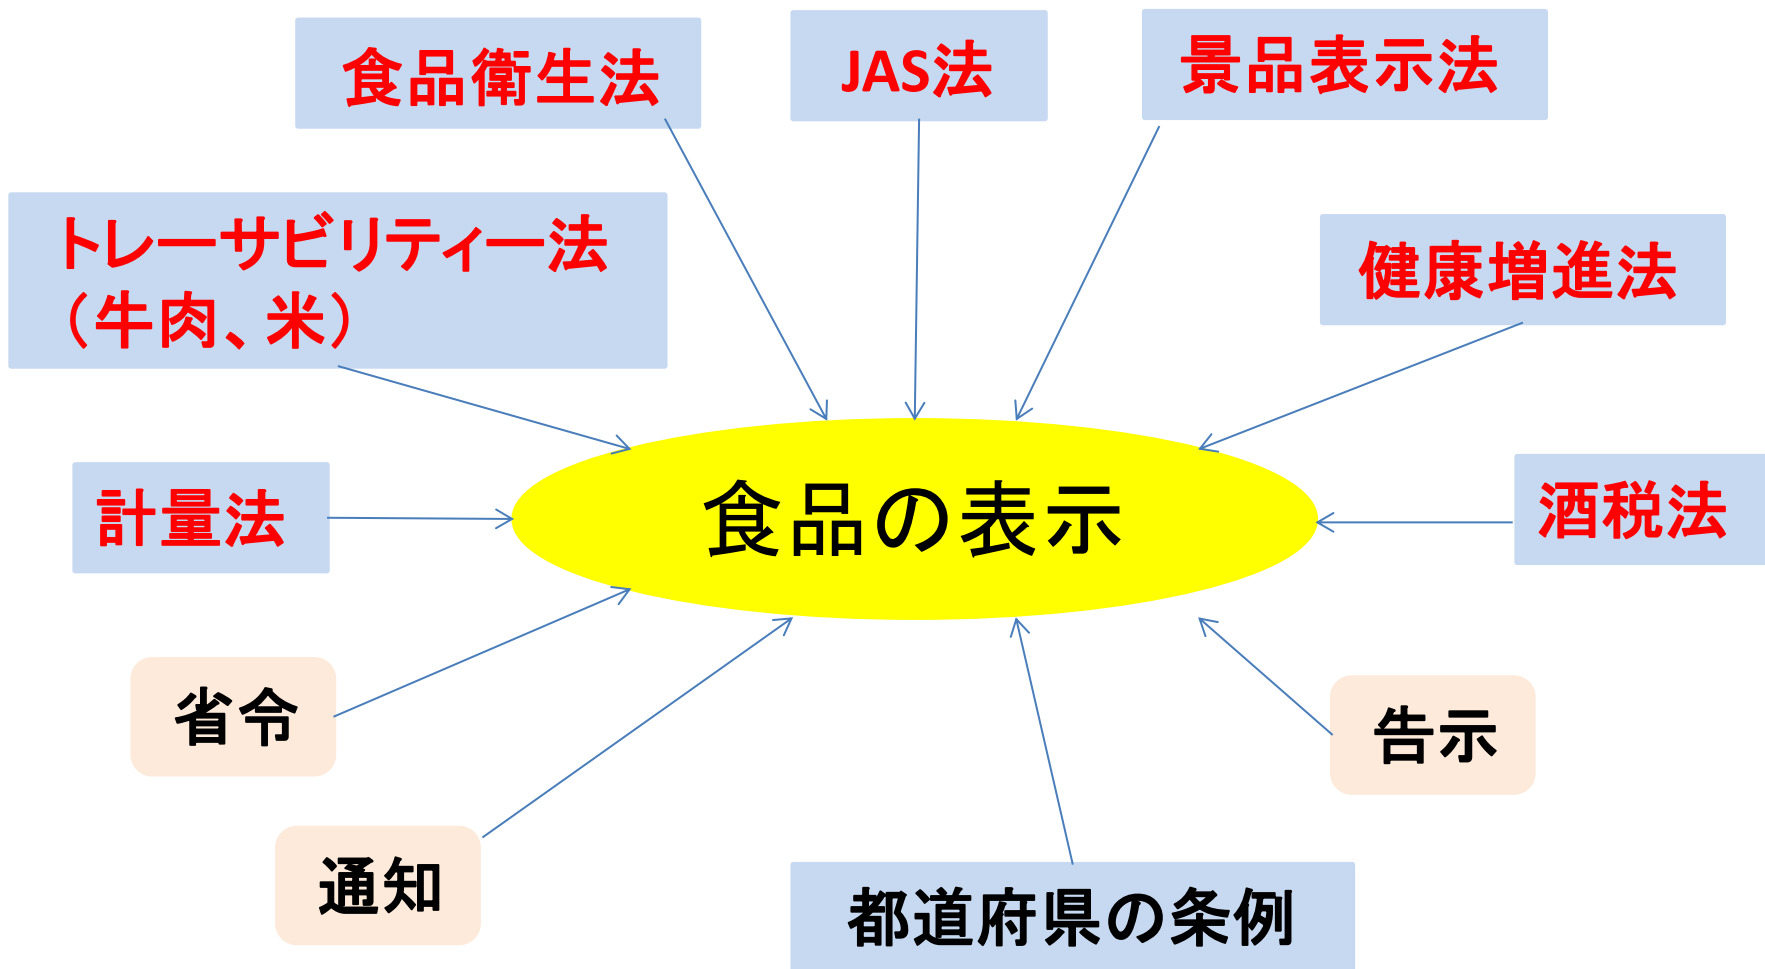 食品衛生法
JAS法
景品表示法
トレーサビリティー法
（牛肉、米）
健康増進法
計量法
食品の表示
酒税法
省令
告示
通知
都道府県の条例